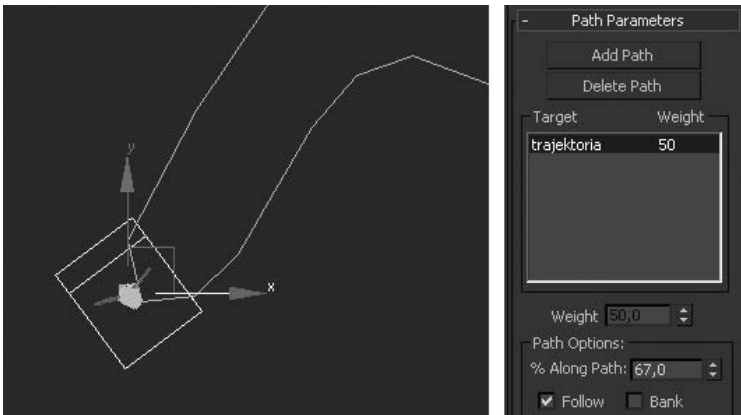 y
x
- Path Parameters
Add Path
Delete Path
Target Weight
trajektoria 50
Weight 50,0
Path Options:
% Along Path: 67,0
Follow Bank